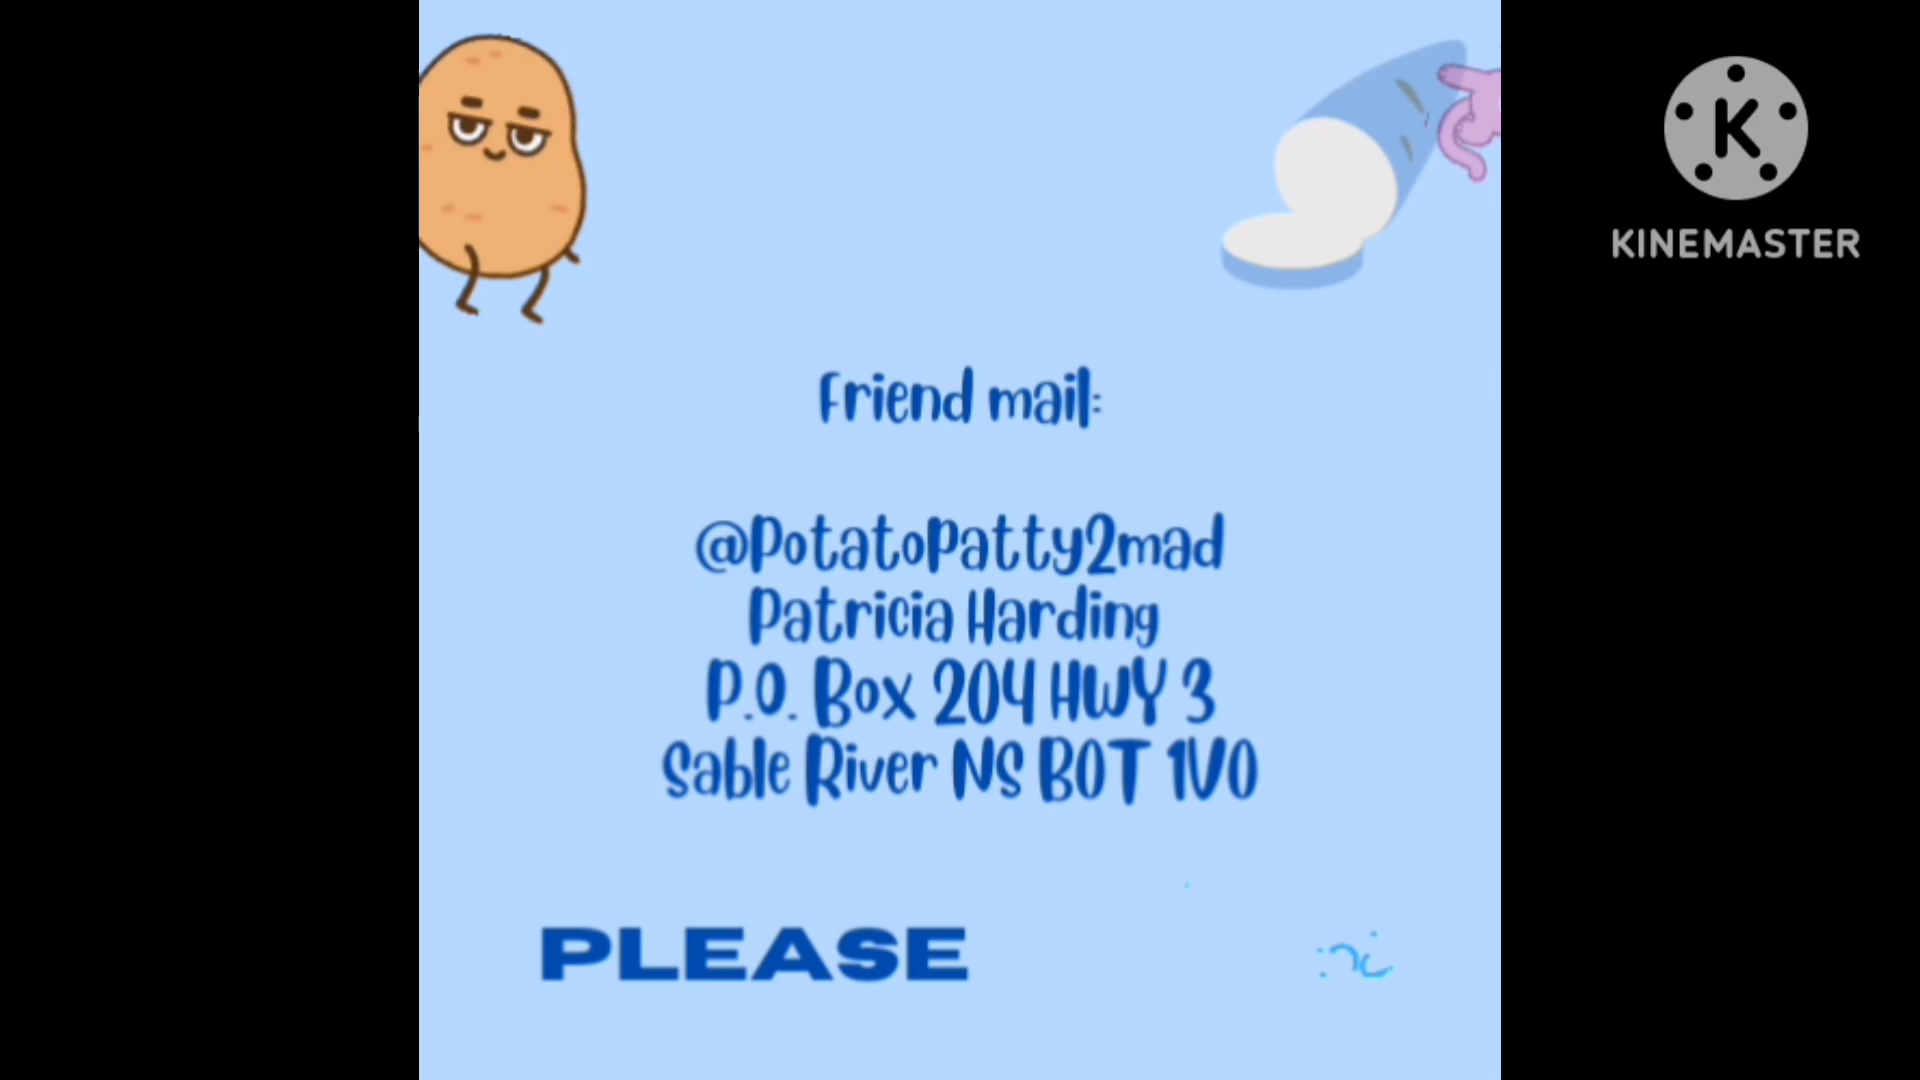 K
KINEMASTER
Friend mail:
@PotatoPatty2mad
Patricia Harding
P.O. Box 204 HWY 3
Sable River NS B0T 1V0
PLEASE